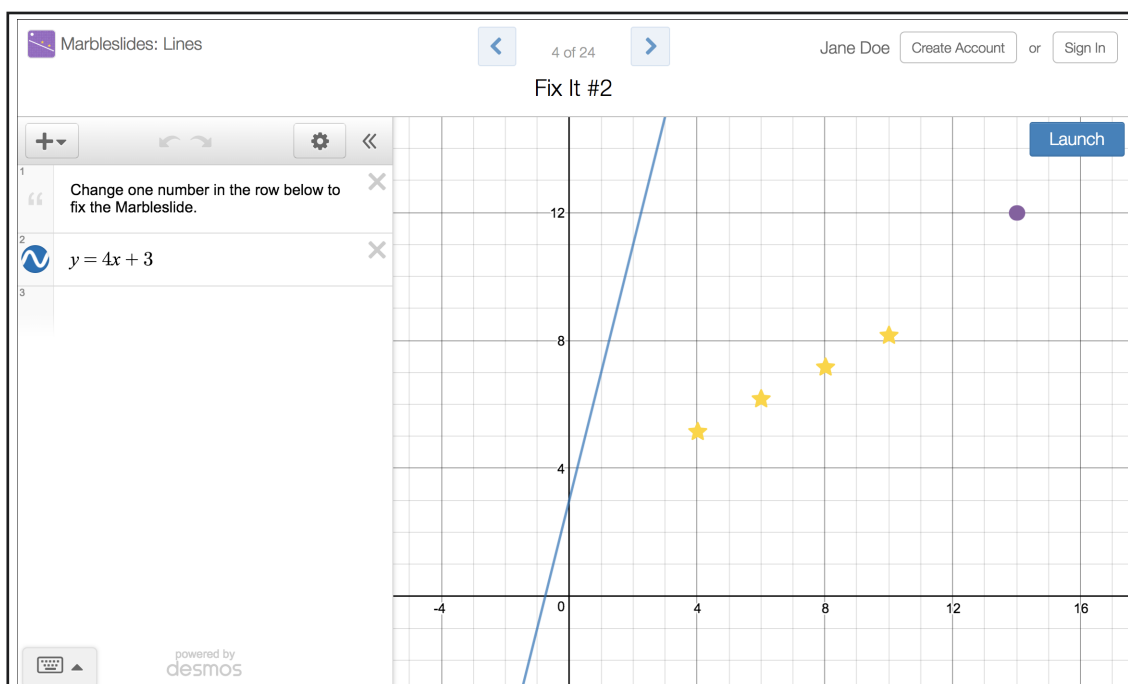 Marbleslides: Lines
4 of 24
Jane Doe
Create Account
or
Sign In
Fix It #2
Launch
1
“
Change one number in the row below to
fix the Marbleslide.
2
y = 4x + 3
3
12
8
4
-4
0
4
8
12
16
powered by
desmos